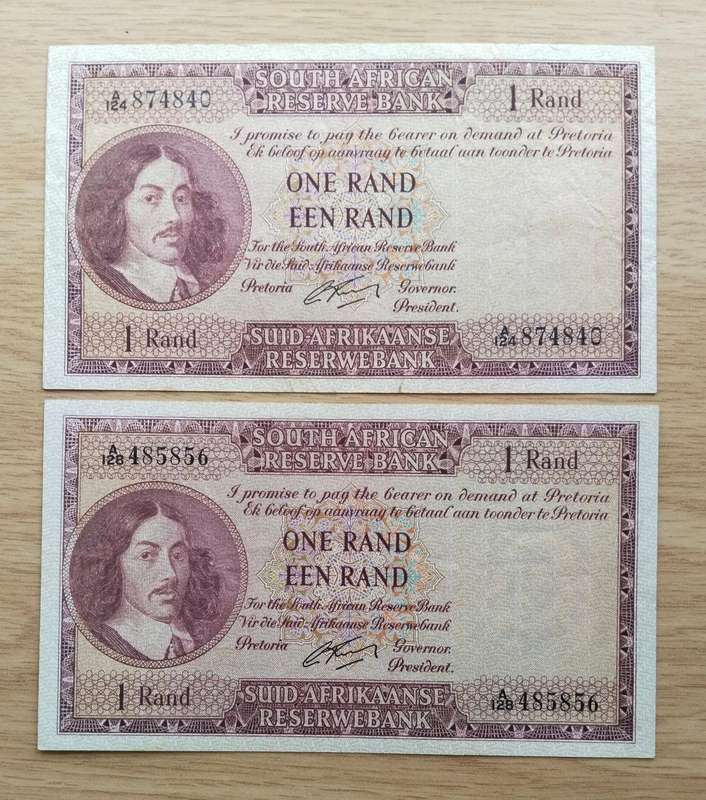 A/124 874840
SOUTH AFRICAN
RESERVE BANK
1 Rand
I promise to pay the bearer on demand at Pretoria
Ek beloof op aanvraag te betaal aan toonder te Pretoria
ONE RAND
EEN RAND
For the South African Reserve Bank
Vir die Suid-Afrikaanse Reserwebank
Pretoria
Governor.
President.
1 Rand
SUID-AFRIKAANSE
RESERWEBANK
A/124 874840
A/128 485856
SOUTH AFRICAN
RESERVE BANK
1 Rand
I promise to pay the bearer on demand at Pretoria
Ek beloof op aanvraag te betaal aan toonder te Pretoria
ONE RAND
EEN RAND
For the South African Reserve Bank
Vir die Suid-Afrikaanse Reserwebank
Pretoria
Governor.
President.
1 Rand
SUID-AFRIKAANSE
RESERWEBANK
A/128 485856